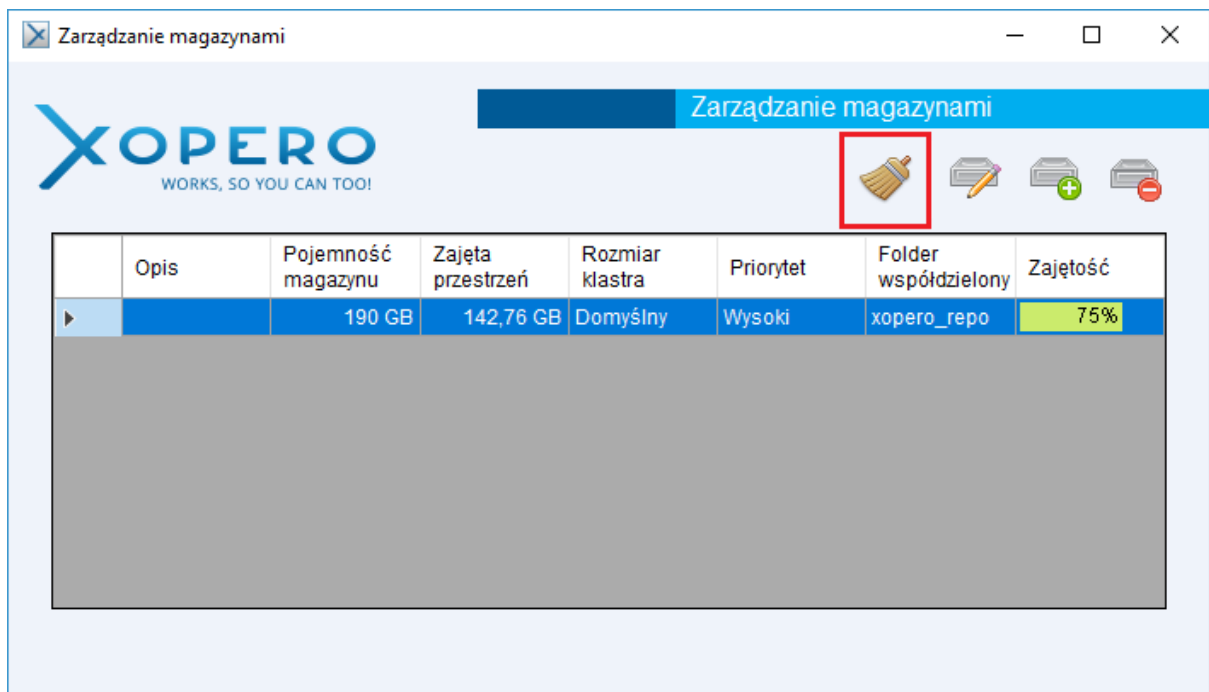 Zarządzanie magazynami
Zarządzanie magazynami
XOPERO
WORKS, SO YOU CAN TOO!
Opis
Pojemność
magazynu
Zajęta
przestrzeń
Rozmiar
klastra
Priorytet
Folder
współdzielony
Zajętość
190 GB
142,76 GB
Domyślny
Wysoki
xopero_repo
75%